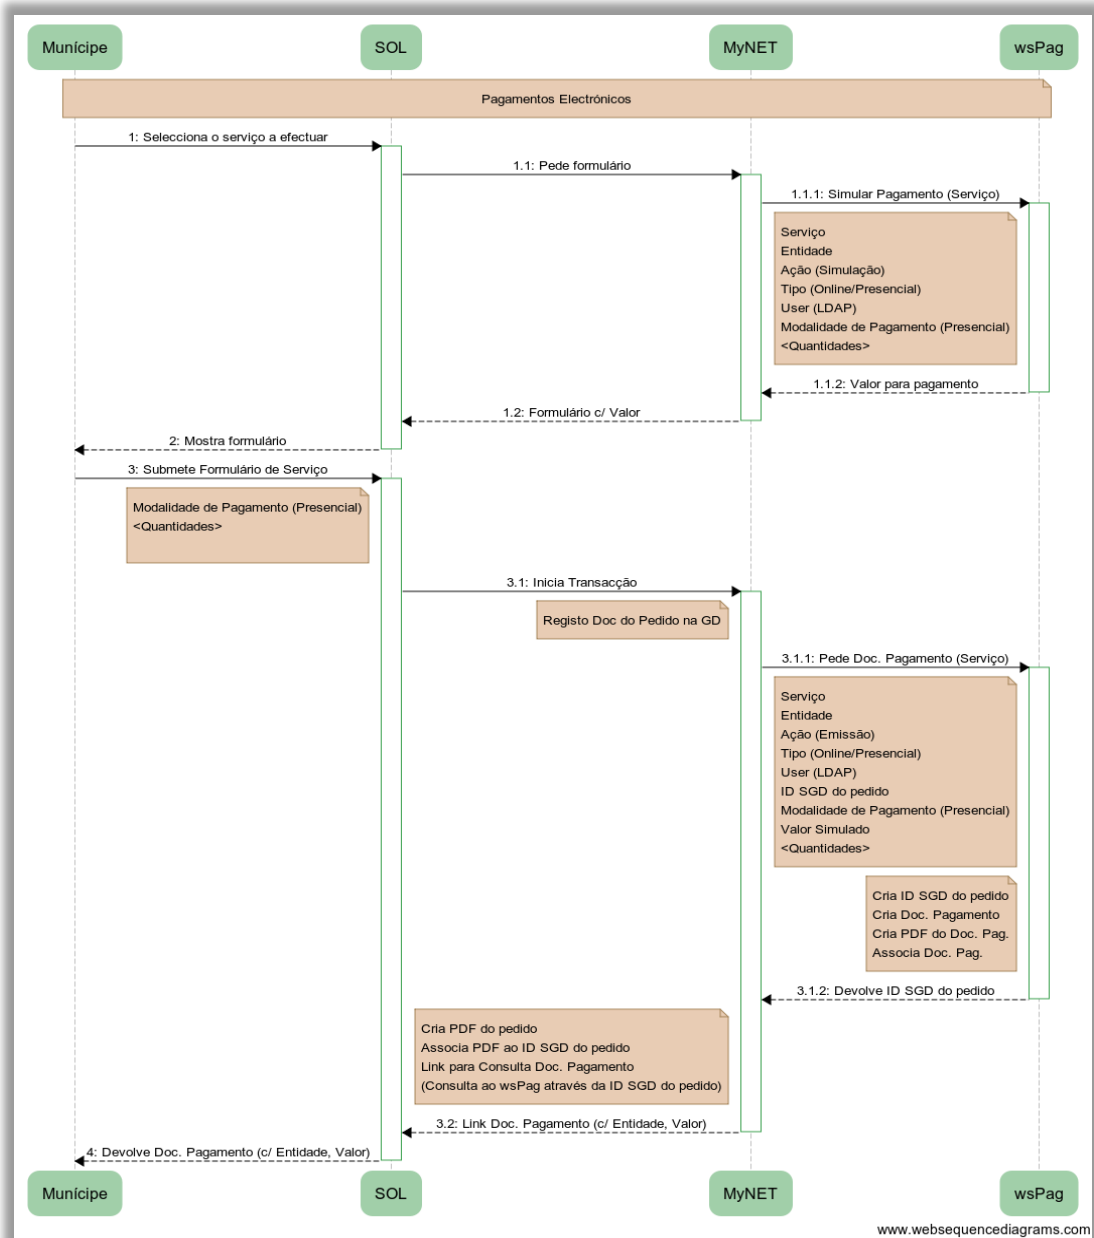 Munícipe
SOL
MyNET
wsPag
Pagamentos Electrónicos
1: Selecciona o serviço a efectuar
1.1: Pede formulário
1.1.1: Simular Pagamento (Serviço)
Serviço
Entidade
Ação (Simulação)
Tipo (Online/Presencial)
User (LDAP)
Modalidade de Pagamento (Presencial)
<Quantidades>
1.1.2: Valor para pagamento
1.2: Formulário c/ Valor
2: Mostra formulário
3: Submete Formulário de Serviço
Modalidade de Pagamento (Presencial)
<Quantidades>
3.1: Inicia Transacção
Registo Doc do Pedido na GD
3.1.1: Pede Doc. Pagamento (Serviço)
Serviço
Entidade
Ação (Emissão)
Tipo (Online/Presencial)
User (LDAP)
ID SGD do pedido
Modalidade de Pagamento (Presencial)
Valor Simulado
<Quantidades>
Cria ID SGD do pedido
Cria Doc. Pagamento
Cria PDF do Doc. Pag.
Associa Doc. Pag.
3.1.2: Devolve ID SGD do pedido
Cria PDF do pedido
Associa PDF ao ID SGD do pedido
Link para Consulta Doc. Pagamento
(Consulta ao wsPag através da ID SGD do pedido)
3.2: Link Doc. Pagamento (c/ Entidade, Valor)
4: Devolve Doc. Pagamento (c/ Entidade, Valor)
Munícipe
SOL
MyNET
wsPag
www.websequencediagrams.com